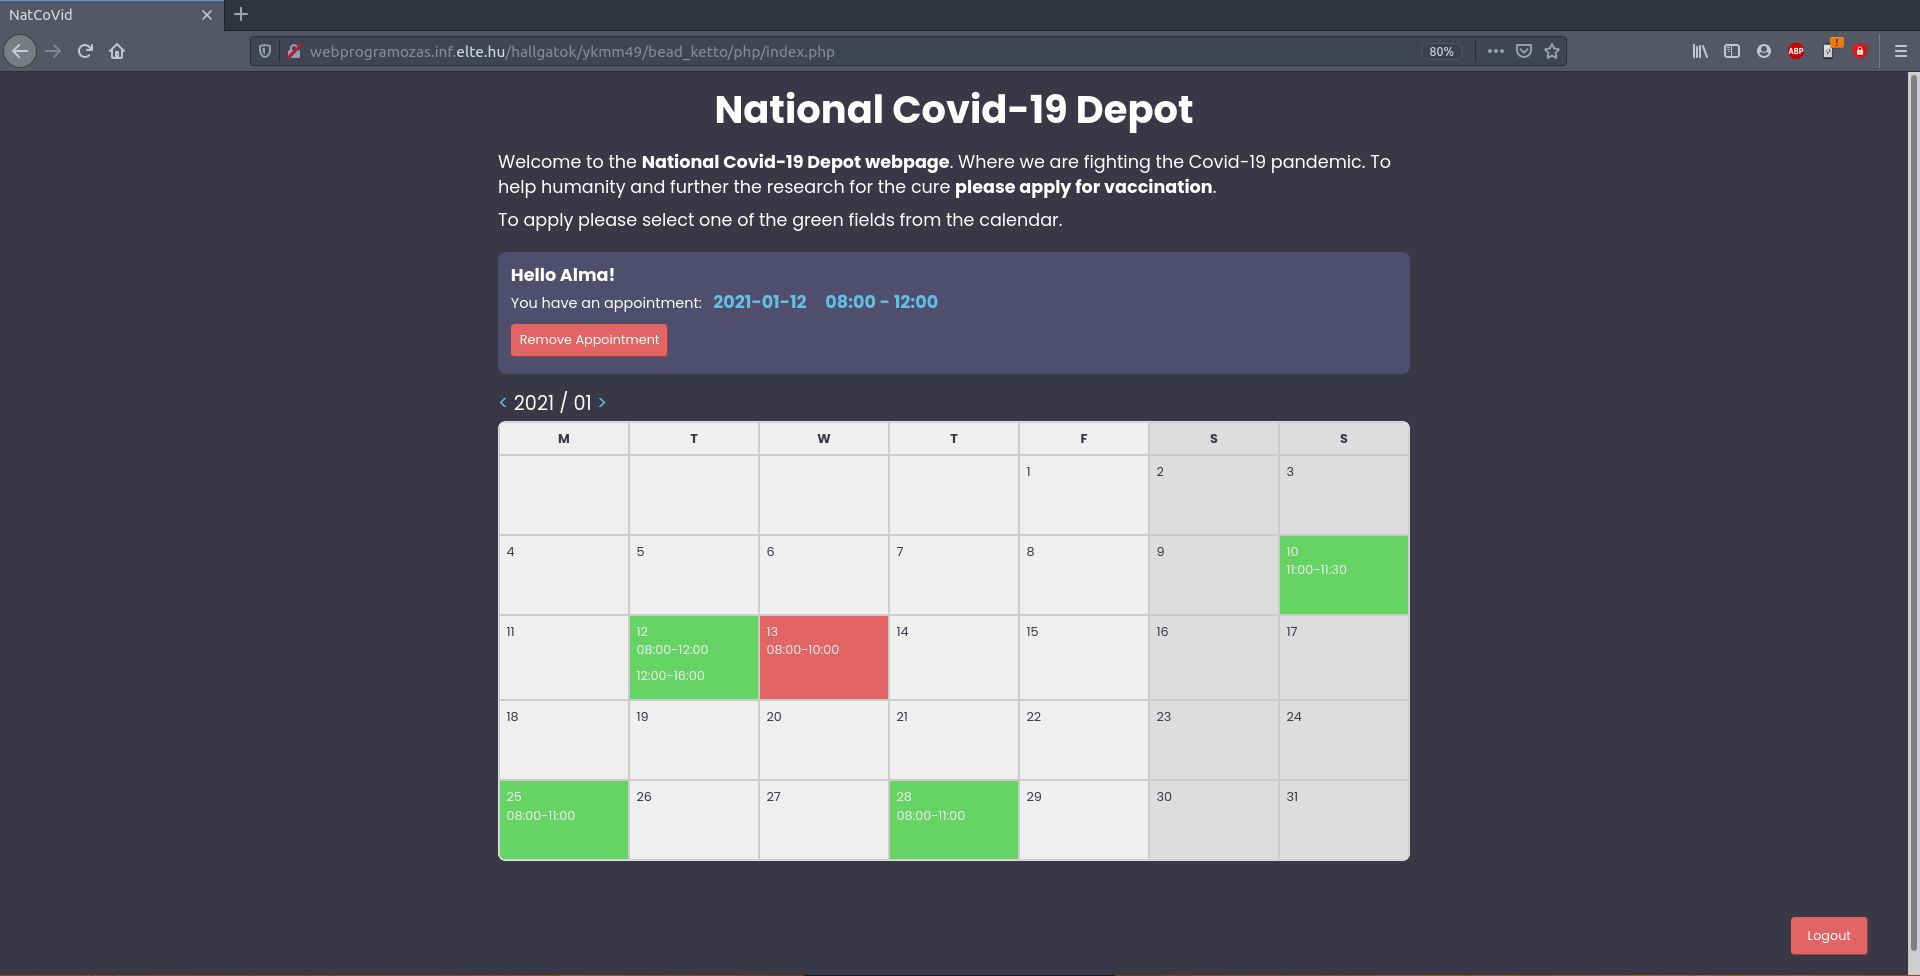 NatCoVid
webprogramozas.inf.elte.hu/hallgatok/ykmm49/bead_ketto/php/index.php
80%
ABP
!
National Covid-19 Depot
Welcome to the National Covid-19 Depot webpage. Where we are fighting the Covid-19 pandemic. To
help humanity and further the research for the cure please apply for vaccination.
To apply please select one of the green fields from the calendar.
Hello Alma!
You have an appointment: 2021-01-12 08:00 - 12:00
Remove Appointment
< 2021 / 01 >
M T W T F S S
1 2 3
4 5 6 7 8 9 10
11:00-11:30
11 12 13 14 15 16 17
08:00-12:00 08:00-10:00
12:00-16:00
18 19 20 21 22 23 24
25 26 27 28 29 30 31
08:00-11:00 08:00-11:00
Logout